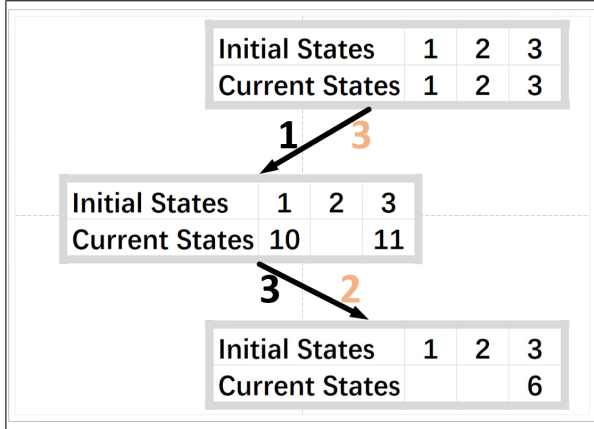 Initial States 1 2 3
Current States 1 2 3
1 3
Initial States 1 2 3
Current States 10 11
3 2
Initial States 1 2 3
Current States 6